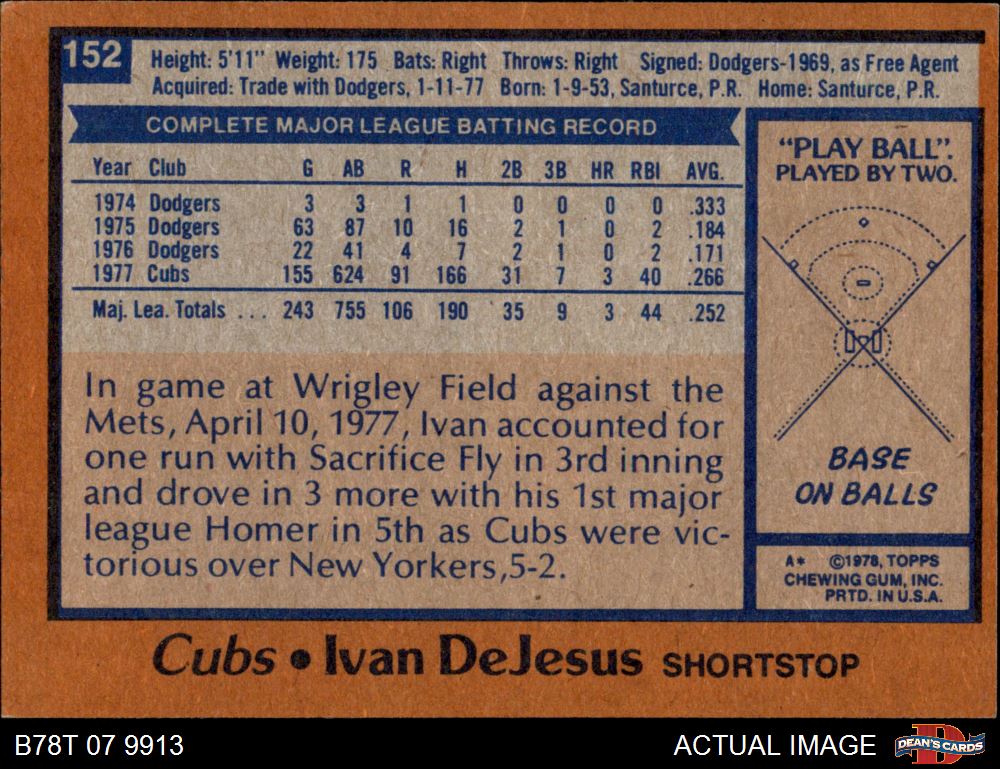 152
Height: 5'11" Weight: 175 Bats: Right Throws: Right Signed: Dodgers-1969, as Free Agent
Acquired: Trade with Dodgers, 1-11-77 Born: 1-9-53, Santurce, P.R. Home: Santurce, P.R.
COMPLETE MAJOR LEAGUE BATTING RECORD
Year Club G AB R H 2B 3B HR RBI AVG.
1974 Dodgers 3 3 1 1 0 0 0 0 .333
1975 Dodgers 63 87 10 16 2 1 0 2 .184
1976 Dodgers 22 41 4 7 2 1 0 2 .171
1977 Cubs 155 624 91 166 31 7 3 40 .266
Maj. Lea. Totals ... 243 755 106 190 35 9 3 44 .252
In game at Wrigley Field against the
Mets, April 10, 1977, Ivan accounted for
one run with Sacrifice Fly in 3rd inning
and drove in 3 more with his 1st major
league Homer in 5th as Cubs were vic-
torious over New Yorkers,5-2.
"PLAY BALL".
PLAYED BY TWO.
BASE
ON BALLS
A* ©1978, TOPPS
CHEWING GUM, INC.
PRTD. IN U.S.A.
Cubs • Ivan DeJesus SHORTSTOP
B78T 07 9913
ACTUAL IMAGE
D
DEAN'S CARDS